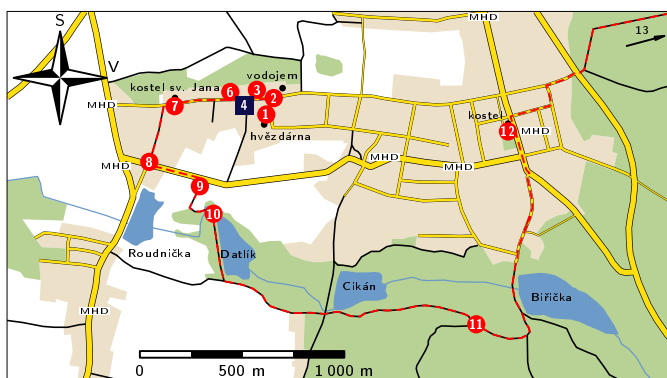 S
V
MHD
13
vodojem
kostel sv. Jana
6
3
2
4
7
MHD
1
hvězdárna
kostel
12
MHD
MHD
MHD
MHD
8
9
10
Roudnička
Datlík
Cikán
Biřička
MHD
11
0
500 m
1 000 m